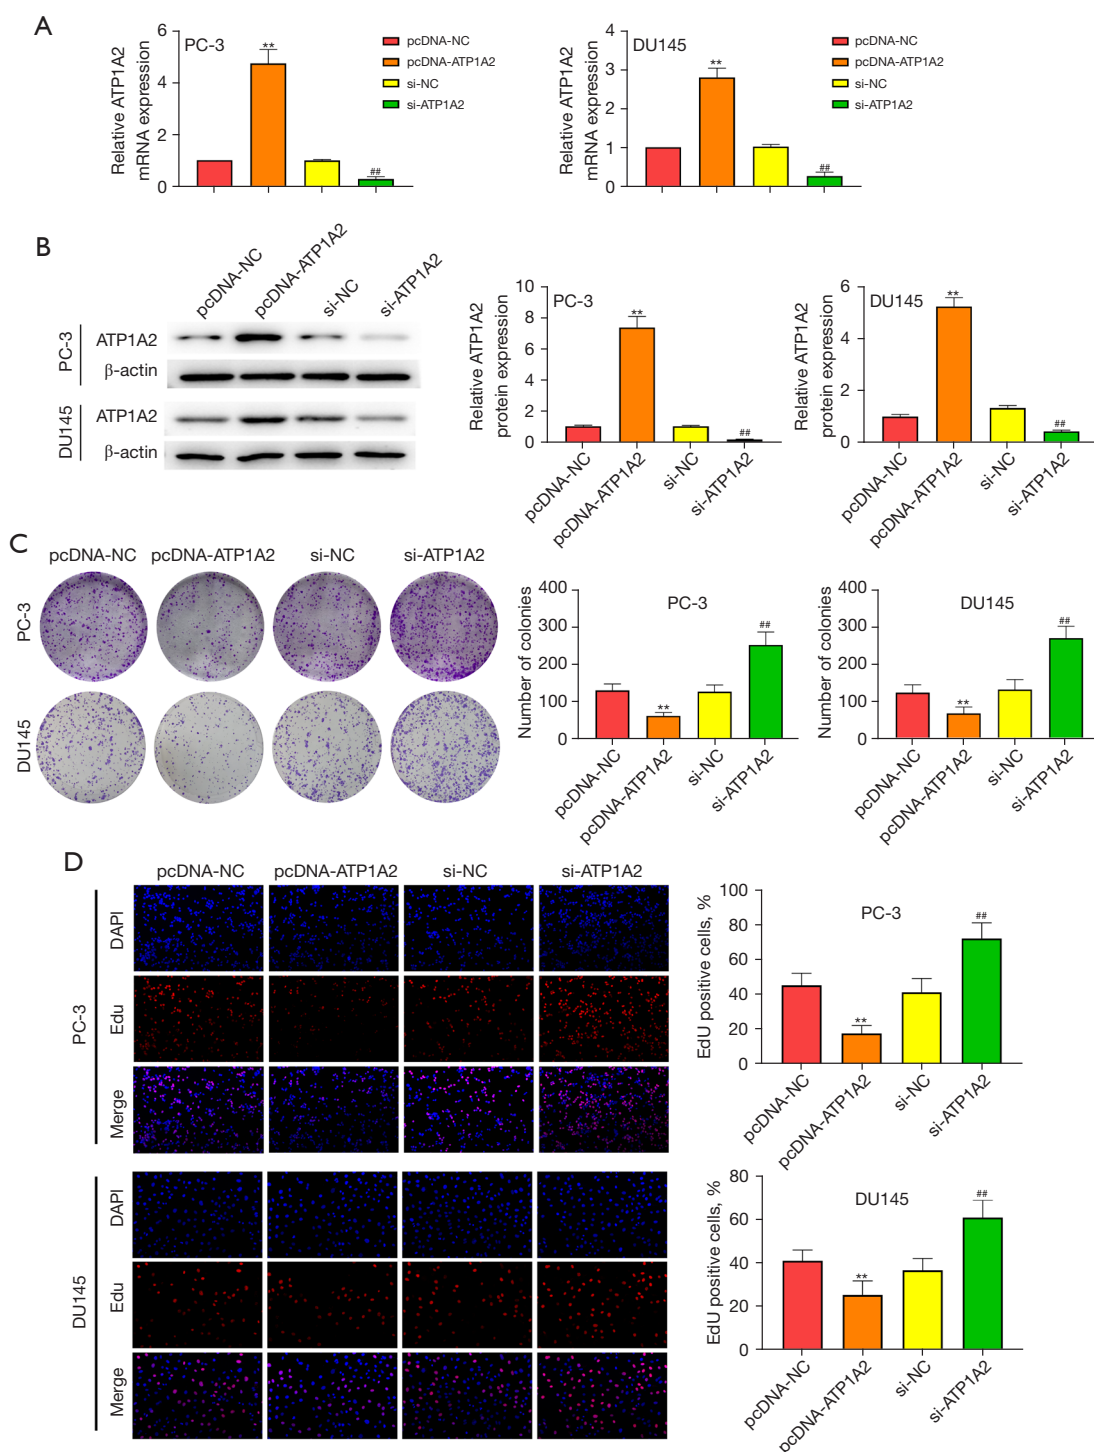 A
Relative ATP1A2
mRNA expression
6
4
2
0
PC-3
**
##
pcDNA-NC
pcDNA-ATP1A2
si-NC
si-ATP1A2
Relative ATP1A2
mRNA expression
4
3
2
1
0
DU145
**
##
pcDNA-NC
pcDNA-ATP1A2
si-NC
si-ATP1A2
B
pcDNA-NC
pcDNA-ATP1A2
si-NC
si-ATP1A2
PC-3
ATP1A2
β-actin
DU145
ATP1A2
β-actin
Relative ATP1A2
protein expression
10
8
6
4
2
0
PC-3
**
##
pcDNA-NC
pcDNA-ATP1A2
si-NC
si-ATP1A2
Relative ATP1A2
protein expression
6
4
2
0
DU145
**
##
pcDNA-NC
pcDNA-ATP1A2
si-NC
si-ATP1A2
C
pcDNA-NC pcDNA-ATP1A2 si-NC si-ATP1A2
PC-3
DU145
Number of colonies
400
300
200
100
0
PC-3
**
##
pcDNA-NC
pcDNA-ATP1A2
si-NC
si-ATP1A2
Number of colonies
400
300
200
100
0
DU145
**
##
pcDNA-NC
pcDNA-ATP1A2
si-NC
si-ATP1A2
D
pcDNA-NC pcDNA-ATP1A2 si-NC si-ATP1A2
PC-3
DAPI
Edu
Merge
DU145
DAPI
Edu
Merge
EdU positive cells, %
100
80
60
40
20
0
PC-3
**
##
pcDNA-NC
pcDNA-ATP1A2
si-NC
si-ATP1A2
EdU positive cells, %
80
60
40
20
0
DU145
**
##
pcDNA-NC
pcDNA-ATP1A2
si-NC
si-ATP1A2